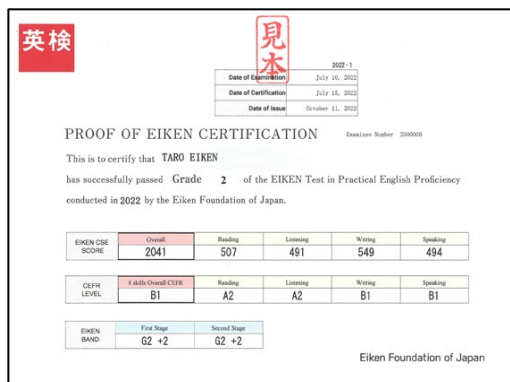 英検
見本
2022-1
Date of Examination July 10, 2022
Date of Certification July 15, 2022
Date of Issue October 11, 2022
PROOF OF EIKEN CERTIFICATION Examinee Number 2000000
This is to certify that TARO EIKEN
has successfully passed Grade 2 of the EIKEN Test in Practical English Proficiency
conducted in 2022 by the Eiken Foundation of Japan.
EIKEN CSE SCORE Overall Reading Listening Writing Speaking
2041 507 491 549 494
CEFR LEVEL 4 skills Overall CEFR Reading Listening Writing Speaking
B1 A2 A2 B1 B1
EIKEN BAND First Stage Second Stage
G2 +2 G2 +2
Eiken Foundation of Japan